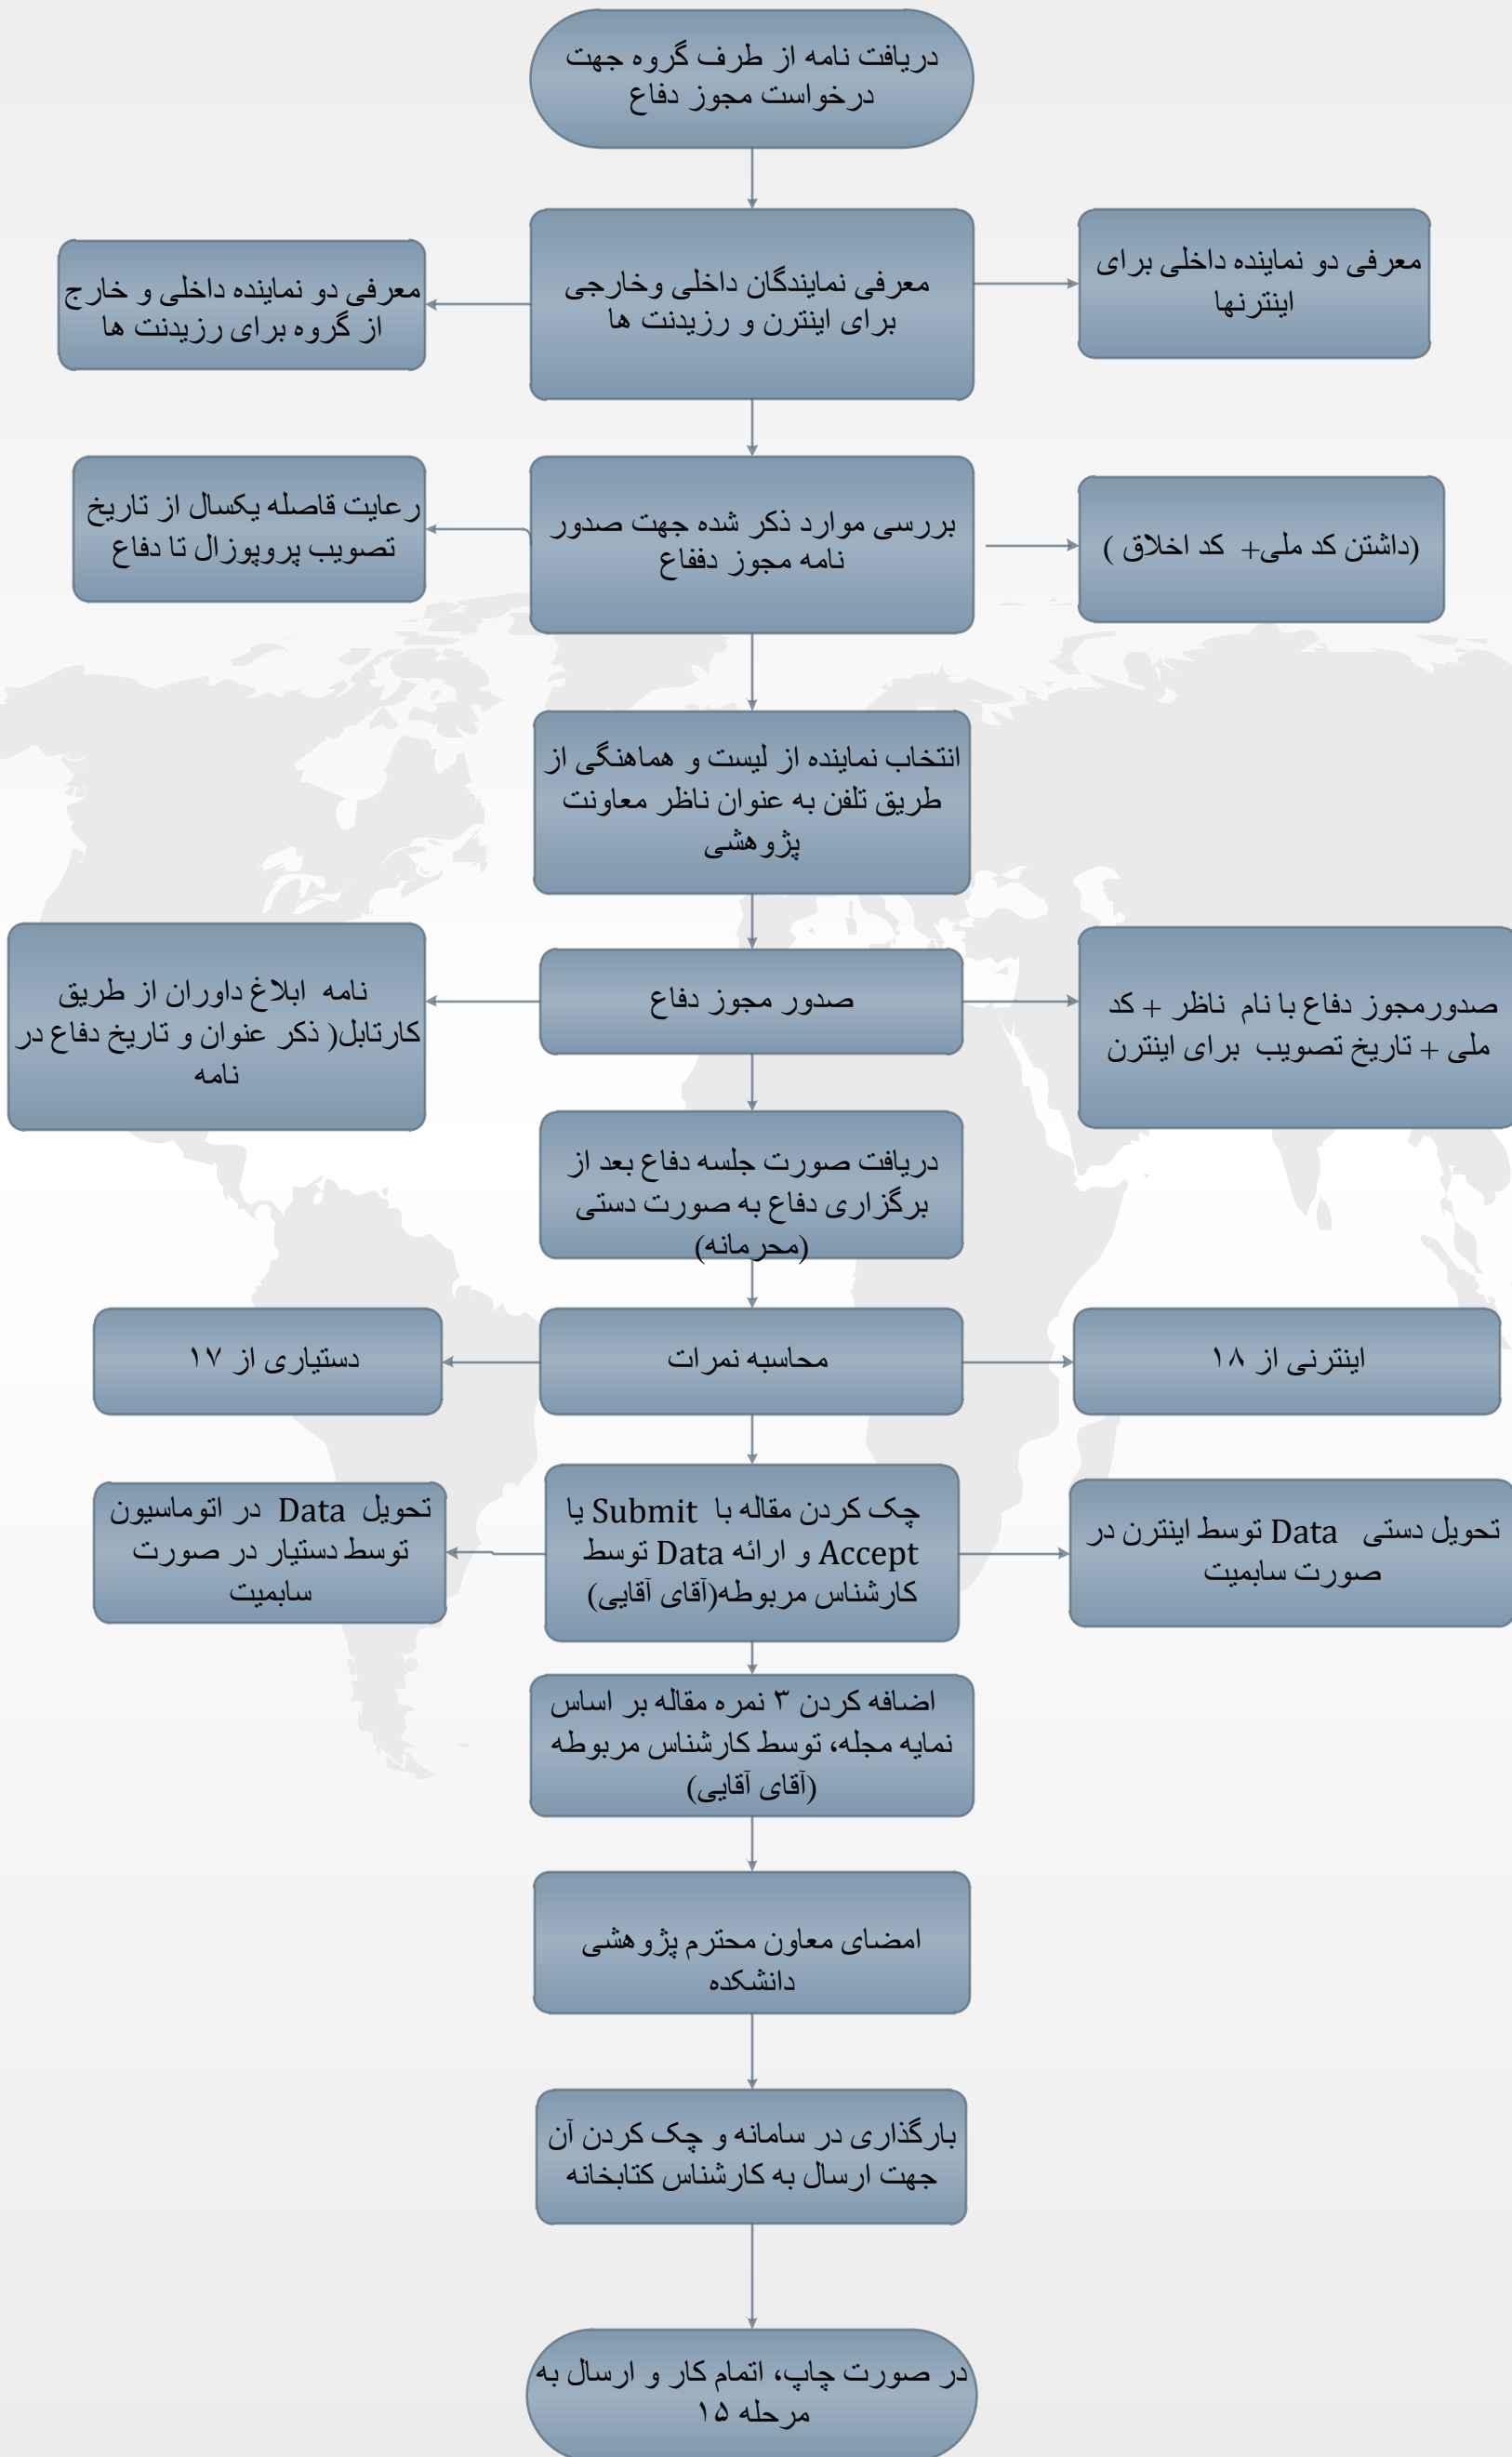 دریافت نامه از طرف گروه جهت
درخواست مجوز دفاع
معرفی دو نماینده داخلی برای
اینترنها
معرفی نمایندگان داخلی وخارجی
برای اینترن و رزیدنت ها
معرفی دو نماینده داخلی و خارج
از گروه برای رزیدنت ها
(داشتن کد ملی+ کد اخلاق )
بررسی موارد ذکر شده جهت صدور
نامه مجوز دففاع
رعایت فاصله یکسال از تاریخ
تصویب پروپوزال تا دفاع
انتخاب نماینده از لیست و هماهنگی از
طریق تلفن به عنوان ناظر معاونت
پژوهشی
صدورمجوز دفاع با نام ناظر + کد
ملی + تاریخ تصویب برای اینترن
صدور مجوز دفاع
نامه ابلاغ داوران از طریق
کارتابل( ذکر عنوان و تاریخ دفاع در
نامه
دریافت صورت جلسه دفاع بعد از
برگزاری دفاع به صورت دستی
(محرمانه)
اینترنی از ۱۸
محاسبه نمرات
دستیاری از ۱۷
تحویل دستی Data توسط اینترن در
صورت سابمیت
چک کردن مقاله با Submit یا
Accept و ارائه Data توسط
کارشناس مربوطه(آقای آقایی)
تحویل Data در اتوماسیون
توسط دستیار در صورت
سابمیت
اضافه کردن ۳ نمره مقاله بر اساس
نمایه مجله، توسط کارشناس مربوطه
(آقای آقایی)
امضای معاون محترم پژوهشی
دانشکده
بارگذاری در سامانه و چک کردن آن
جهت ارسال به کارشناس کتابخانه
در صورت چاپ، اتمام کار و ارسال به
مرحله ۱۵